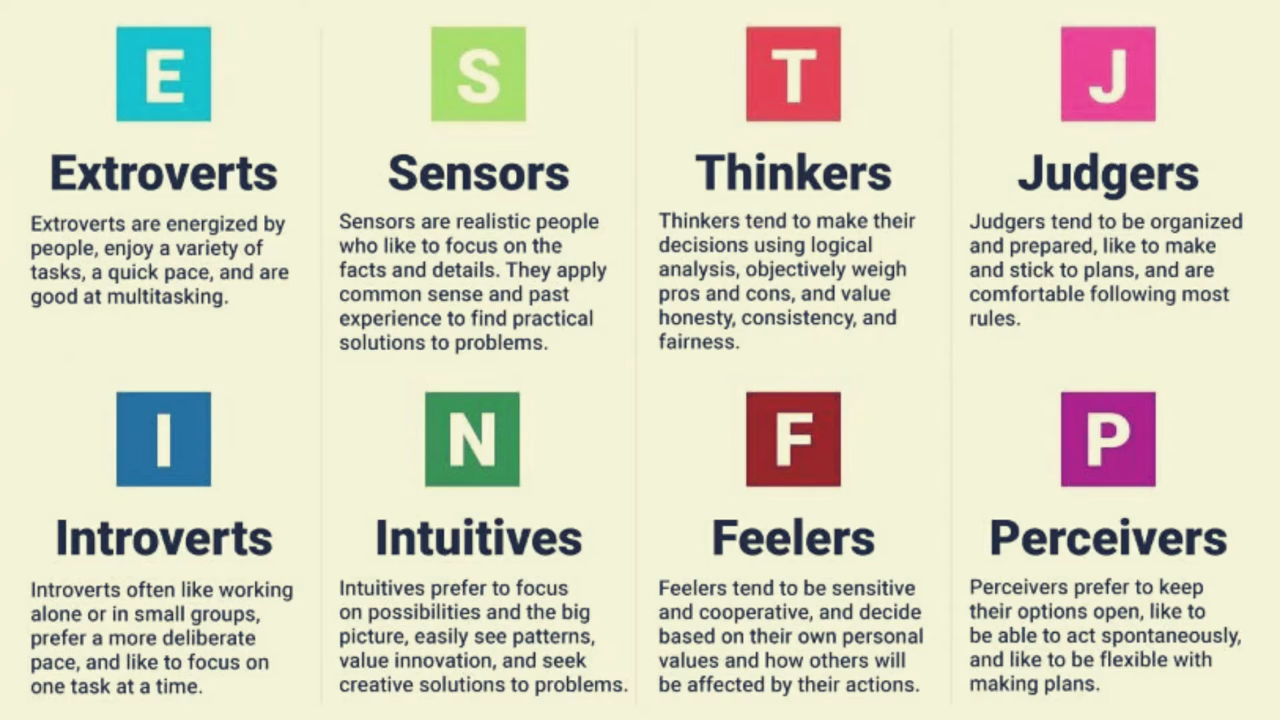 E
Extroverts
Extroverts are energized by
people, enjoy a variety of
tasks, a quick pace, and are
good at multitasking.
S
Sensors
Sensors are realistic people
who like to focus on the
facts and details. They apply
common sense and past
experience to find practical
solutions to problems.
T
Thinkers
Thinkers tend to make their
decisions using logical
analysis, objectively weigh
pros and cons, and value
honesty, consistency, and
fairness.
J
Judgers
Judgers tend to be organized
and prepared, like to make
and stick to plans, and are
comfortable following most
rules.
I
Introverts
Introverts often like working
alone or in small groups,
prefer a more deliberate
pace, and like to focus on
one task at a time.
N
Intuitives
Intuitives prefer to focus
on possibilities and the big
picture, easily see patterns,
value innovation, and seek
creative solutions to problems.
F
Feelers
Feelers tend to be sensitive
and cooperative, and decide
based on their own personal
values and how others will
be affected by their actions.
P
Perceivers
Perceivers prefer to keep
their options open, like to
be able to act spontaneously,
and like to be flexible with
making plans.